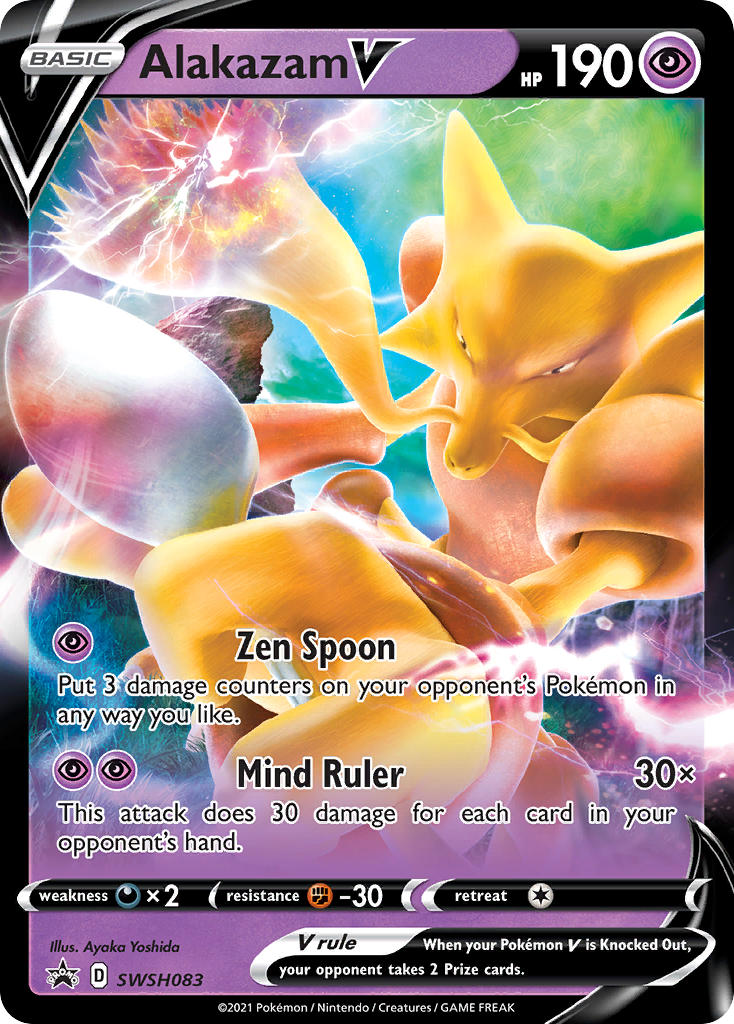 BASIC
Alakazam V
HP 190
Zen Spoon
Put 3 damage counters on your opponent's Pokémon in
any way you like.
Mind Ruler 30×
This attack does 30 damage for each card in your
opponent's hand.
weakness ×2 resistance -30 retreat
Illus. Ayaka Yoshida
V rule When your Pokémon V is Knocked Out,
your opponent takes 2 Prize cards.
PROMO D SWSH083
©2021 Pokémon / Nintendo / Creatures / GAME FREAK